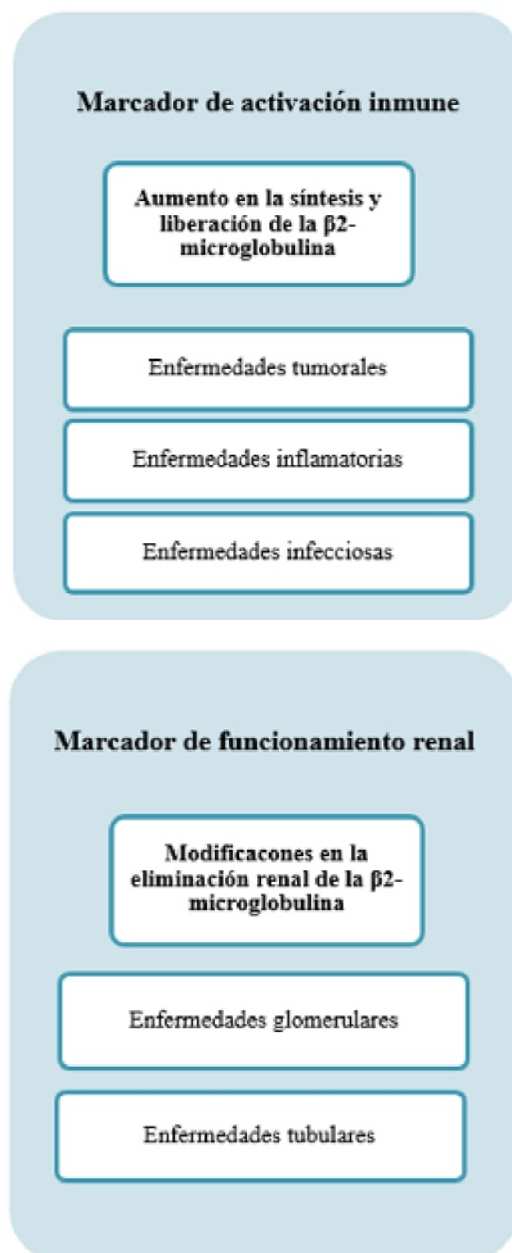 Marcador de activación inmune
Aumento en la síntesis y
liberación de la β2-
microglobulina
Enfermedades tumorales
Enfermedades inflamatorias
Enfermedades infecciosas
Marcador de funcionamiento renal
Modificacones en la
eliminación renal de la β2-
microglobulina
Enfermedades glomerulares
Enfermedades tubulares